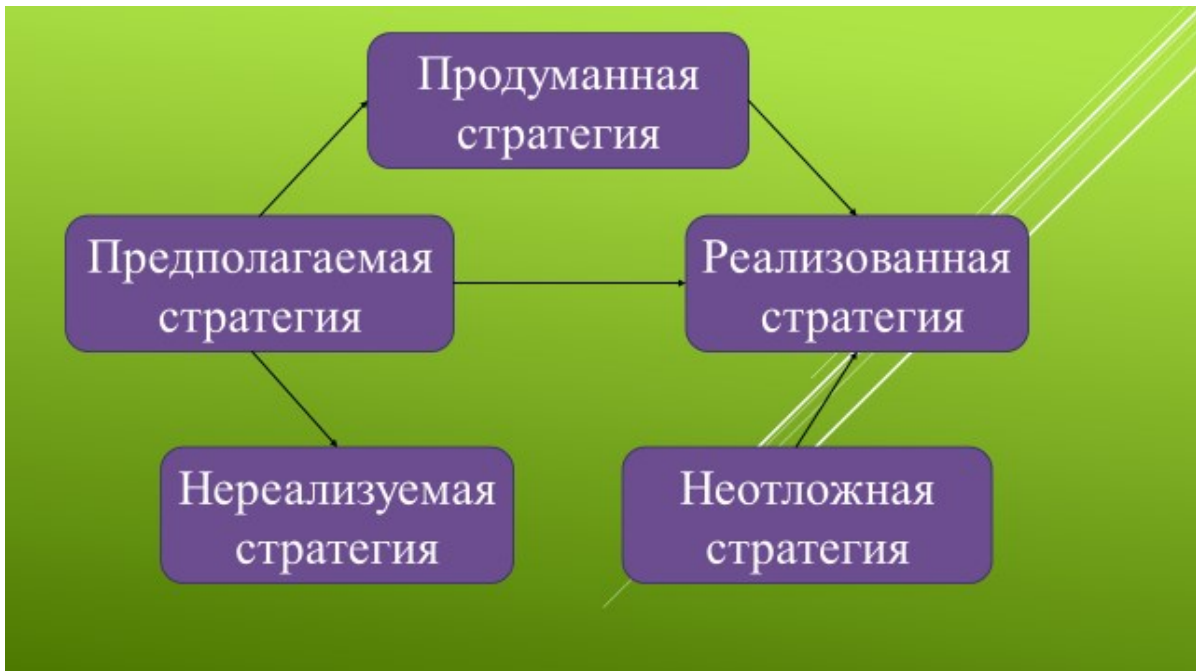 Продуманная
стратегия
Предполагаемая
стратегия
Реализованная
стратегия
Нереализуемая
стратегия
Неотложная
стратегия